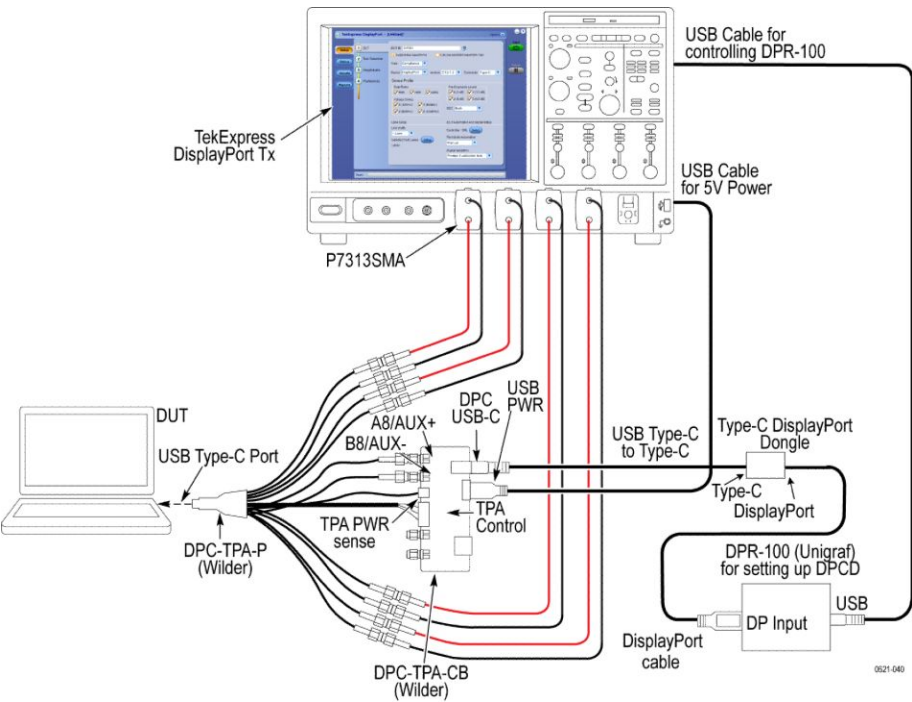 USB Cable for
controlling DPR-100
TekExpress
DisplayPort Tx
USB Cable
for 5V Power
P7313SMA
DUT
USB Type-C Port
A8/AUX+
B8/AUX-
DPC
USB-C
USB
PWR
USB Type-C
to Type-C
Type-C DisplayPort
Dongle
Type-C
DisplayPort
TPA PWR
sense
TPA
Control
DPC-TPA-P
(Wilder)
DPR-100 (Unigraf)
for setting up DPCD
DP Input
USB
DisplayPort
cable
DPC-TPA-CB
(Wilder)
0621-040